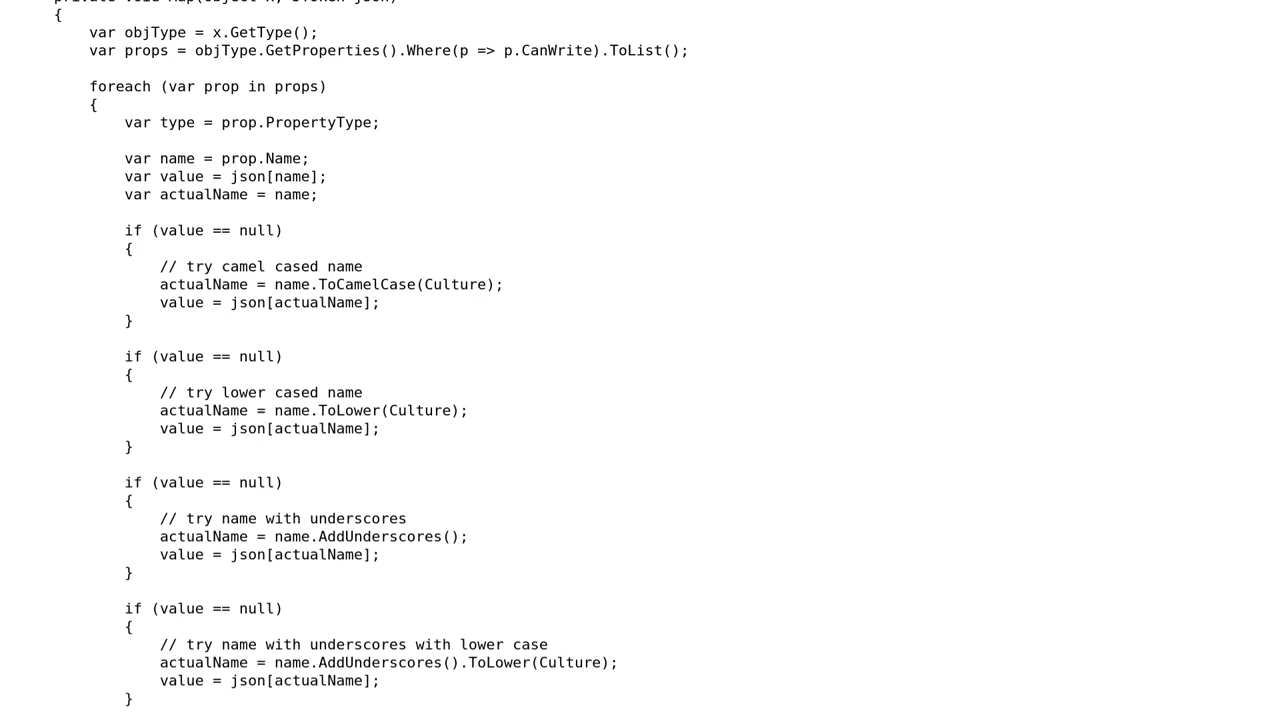 {
var objType = x.GetType();
var props = objType.GetProperties().Where(p => p.CanWrite).ToList();
foreach (var prop in props)
{
var type = prop.PropertyType;
var name = prop.Name;
var value = json[name];
var actualName = name;
if (value == null)
{
// try camel cased name
actualName = name.ToCamelCase(Culture);
value = json[actualName];
}
if (value == null)
{
// try lower cased name
actualName = name.ToLower(Culture);
value = json[actualName];
}
if (value == null)
{
// try name with underscores
actualName = name.AddUnderscores();
value = json[actualName];
}
if (value == null)
{
// try name with underscores with lower case
actualName = name.AddUnderscores().ToLower(Culture);
value = json[actualName];
}